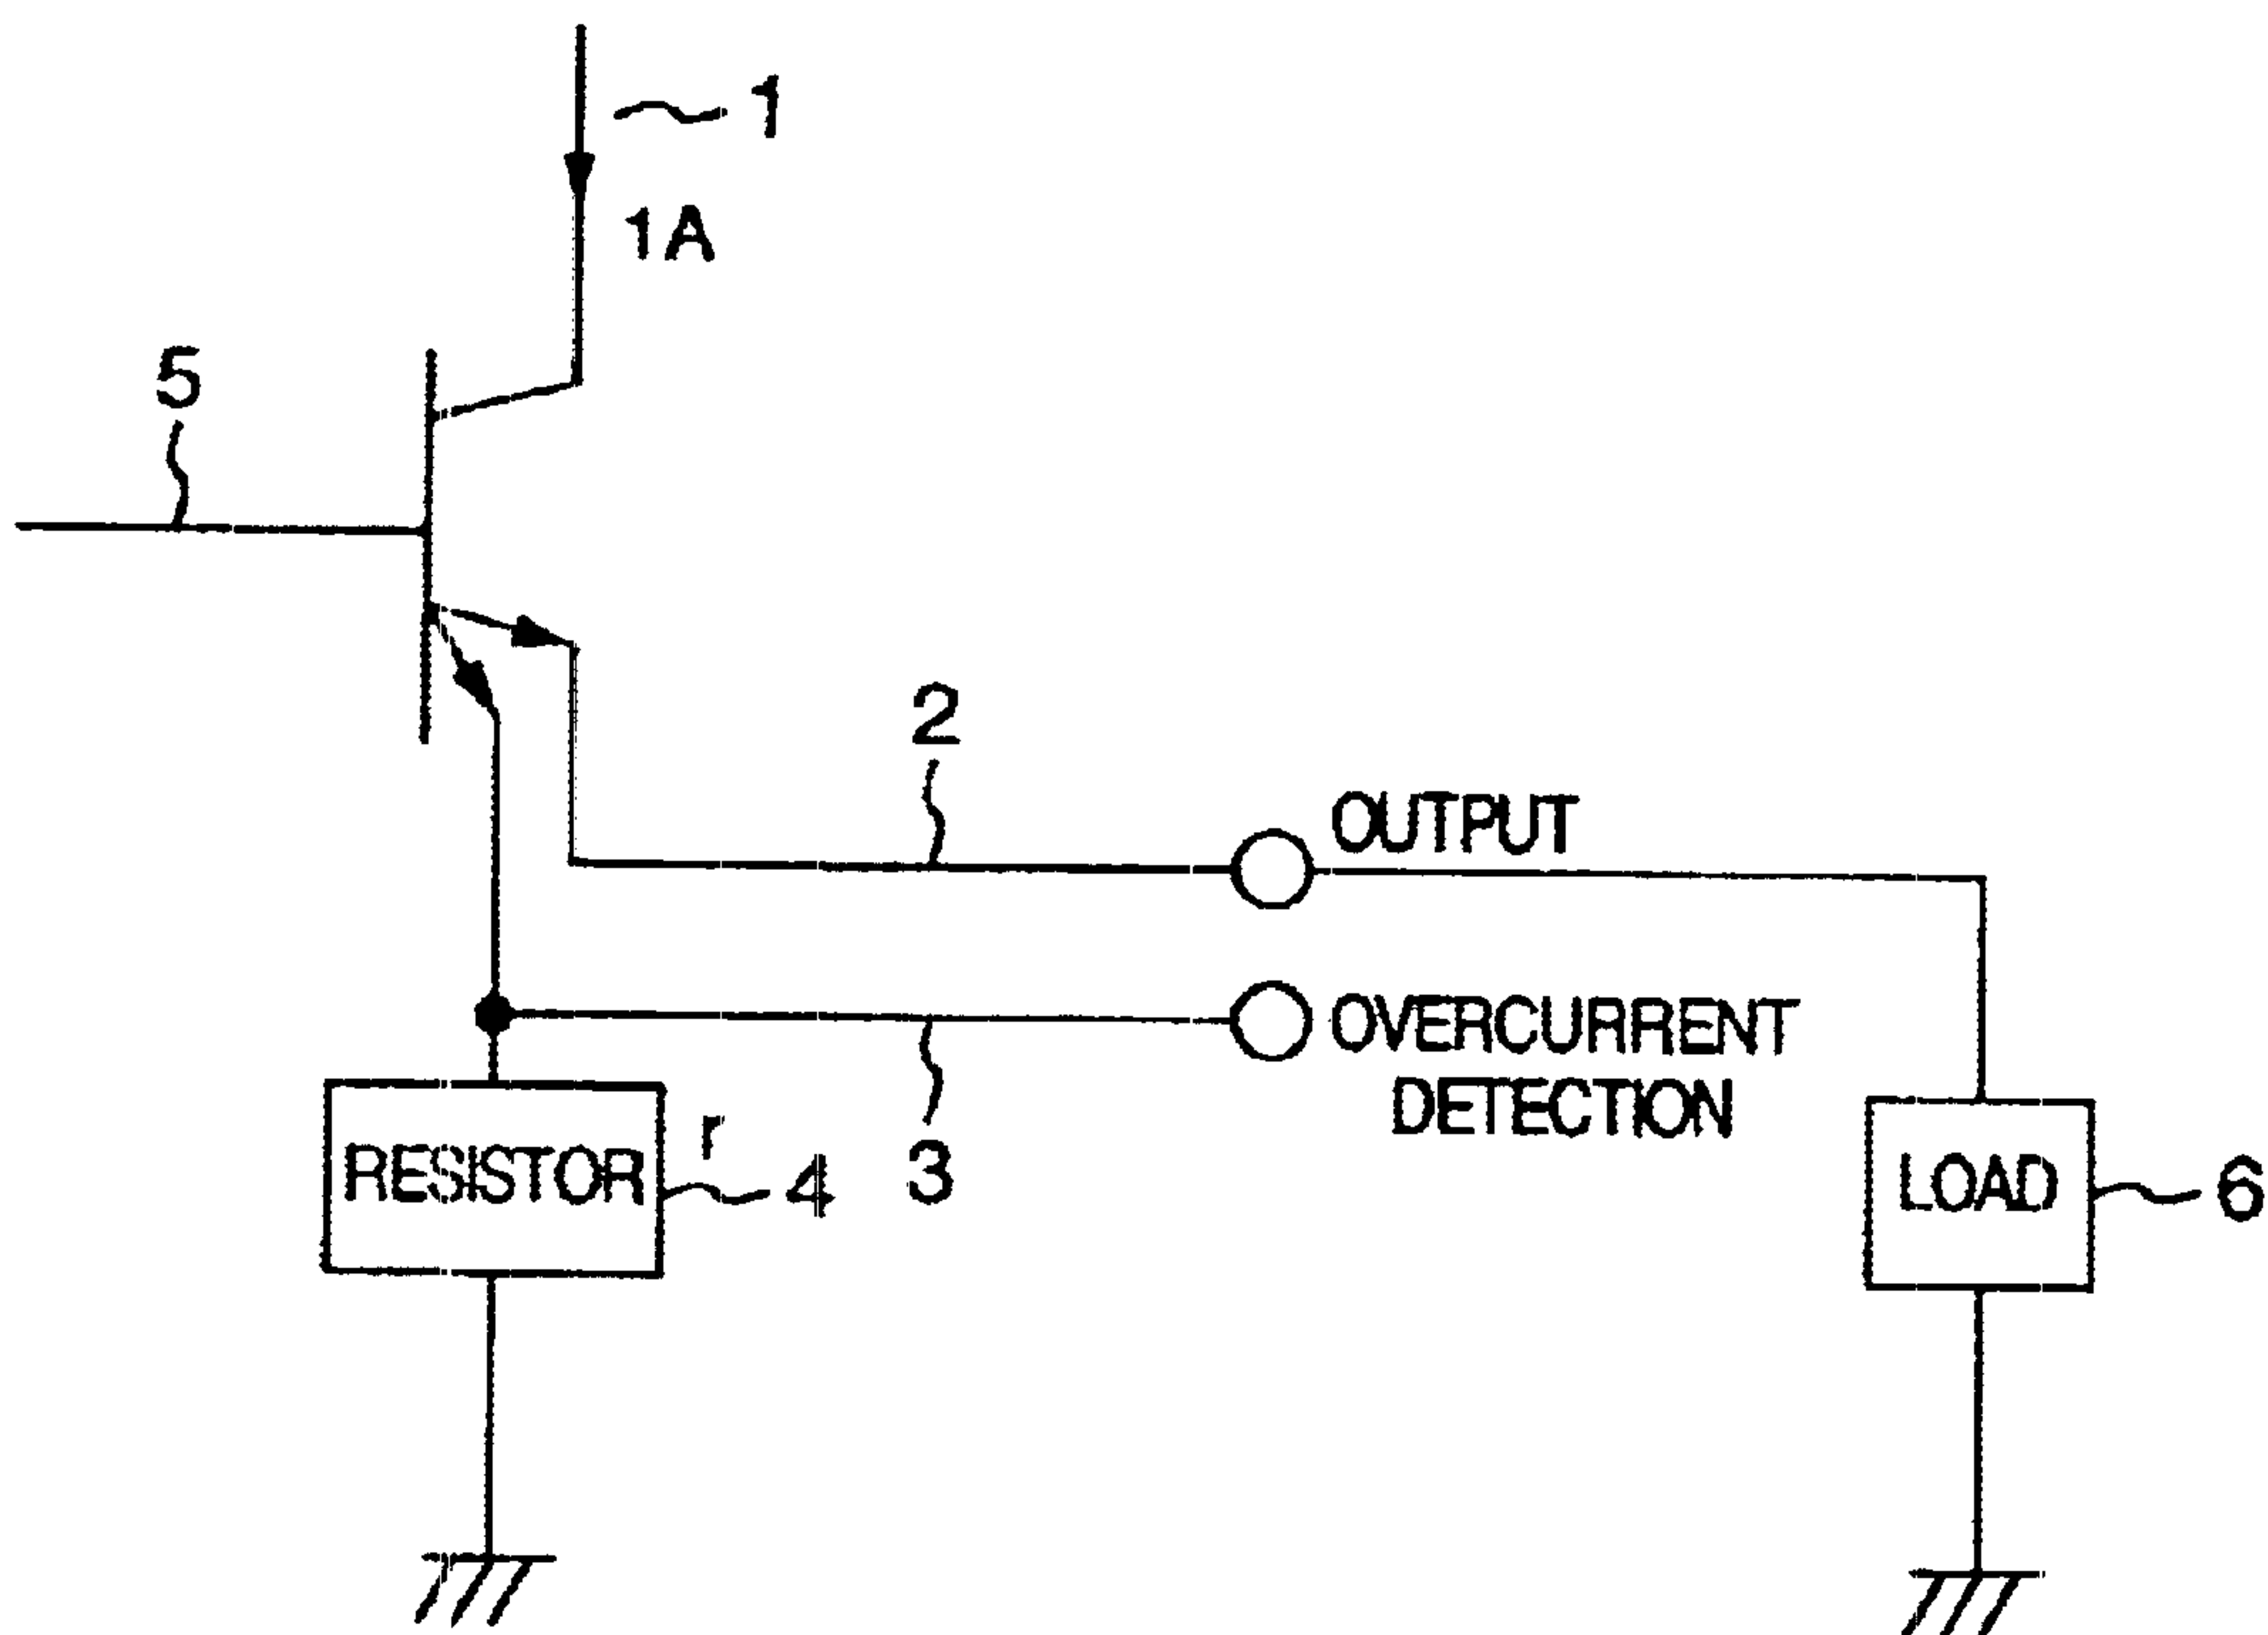 1
1A
5
2
OUTPUT
OVERCURRENT
DETECTION
r
RESISTOR
4
3
LOAD
6